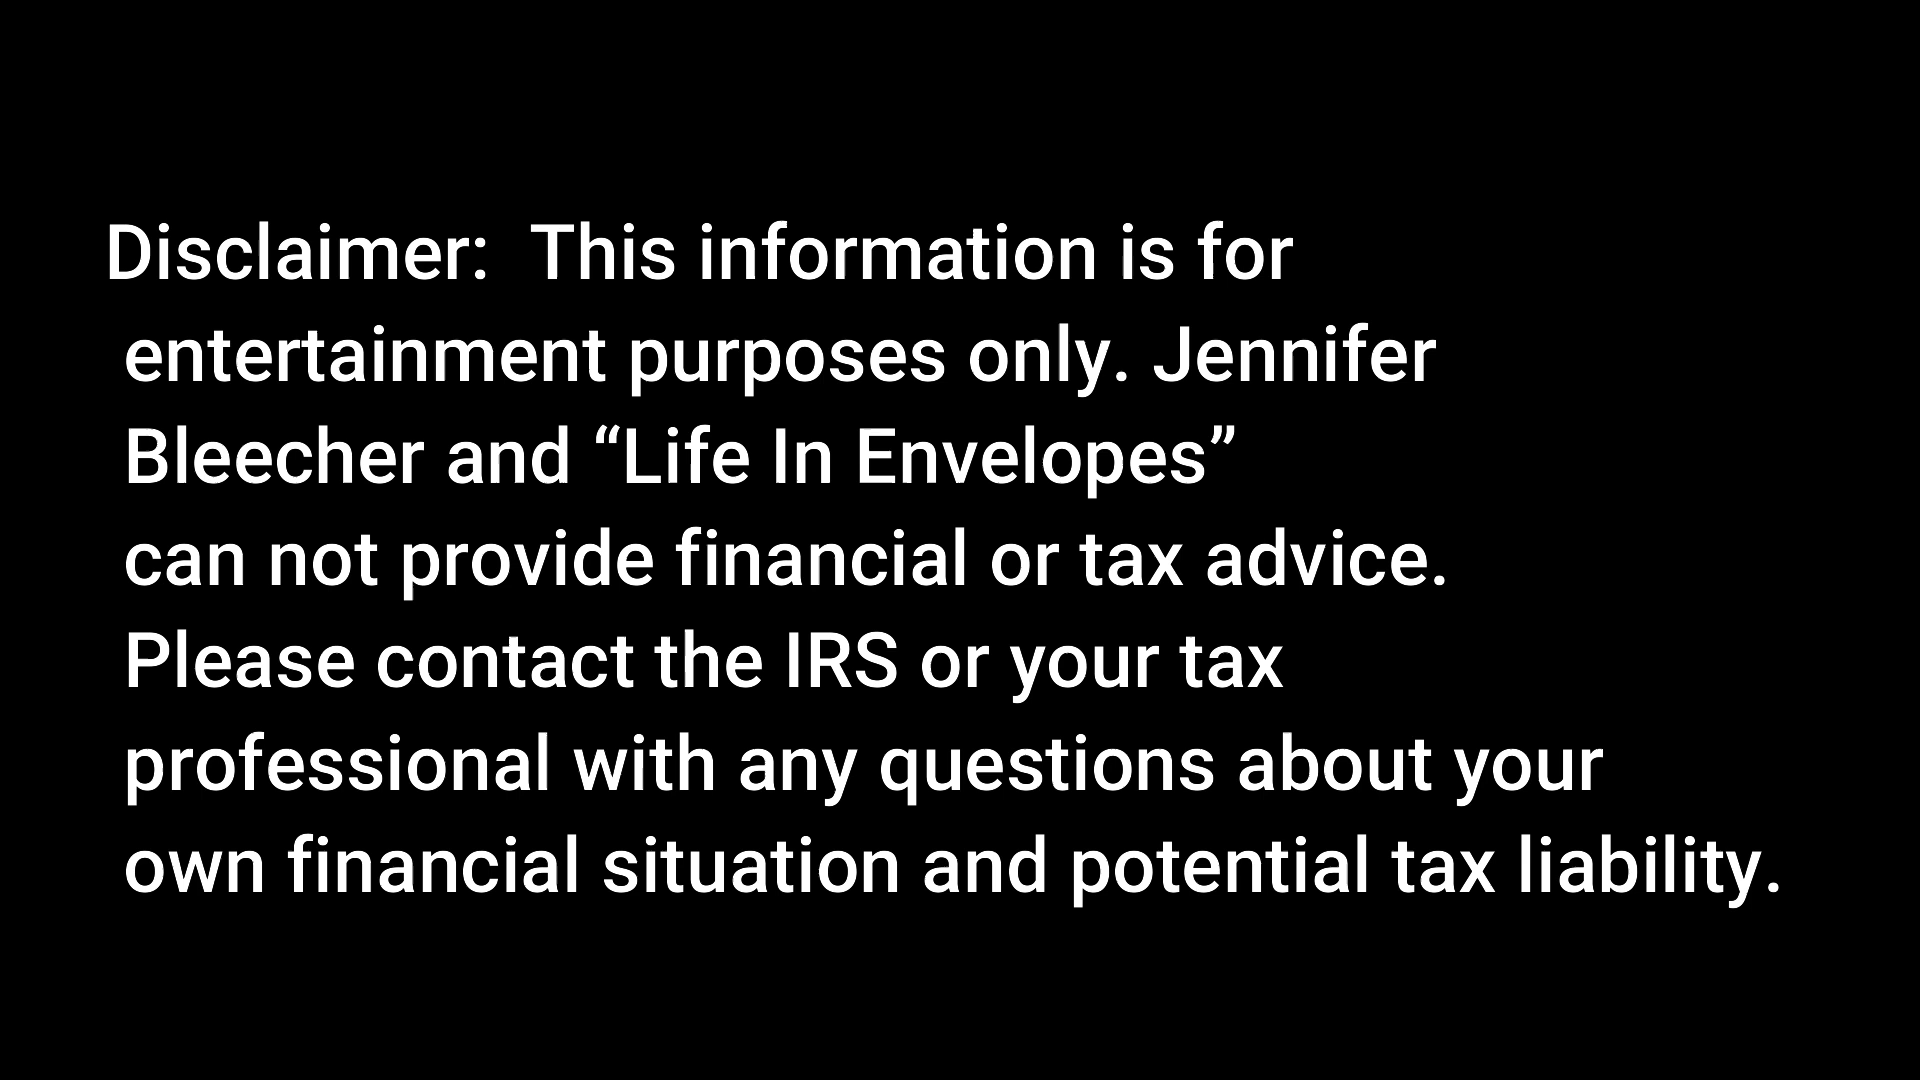 Disclaimer:  This information is for
entertainment purposes only. Jennifer
Bleecher and “Life In Envelopes”
can not provide financial or tax advice.
Please contact the IRS or your tax
professional with any questions about your
own financial situation and potential tax liability.